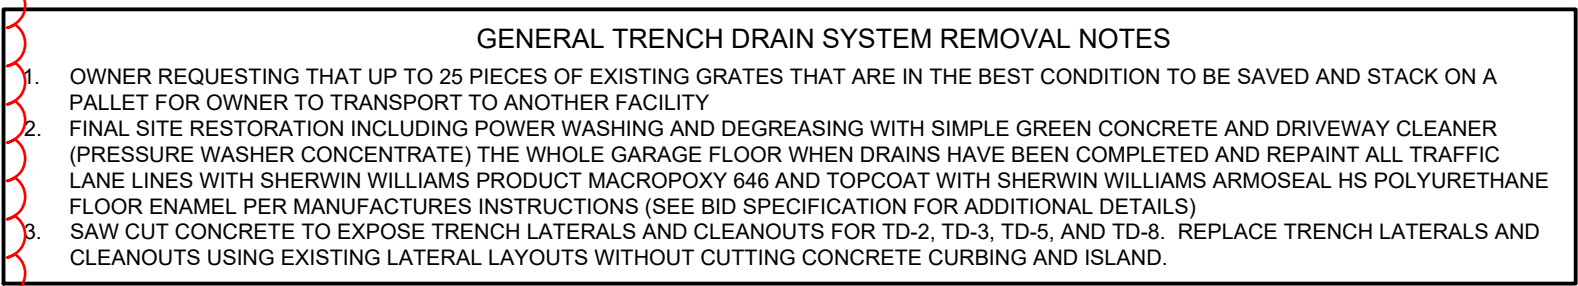 GENERAL TRENCH DRAIN SYSTEM REMOVAL NOTES
1. OWNER REQUESTING THAT UP TO 25 PIECES OF EXISTING GRATES THAT ARE IN THE BEST CONDITION TO BE SAVED AND STACK ON A
PALLET FOR OWNER TO TRANSPORT TO ANOTHER FACILITY
2. FINAL SITE RESTORATION INCLUDING POWER WASHING AND DEGREASING WITH SIMPLE GREEN CONCRETE AND DRIVEWAY CLEANER
(PRESSURE WASHER CONCENTRATE) THE WHOLE GARAGE FLOOR WHEN DRAINS HAVE BEEN COMPLETED AND REPAINT ALL TRAFFIC
LANE LINES WITH SHERWIN WILLIAMS PRODUCT MACROPOXY 646 AND TOPCOAT WITH SHERWIN WILLIAMS ARMOSEAL HS POLYURETHANE
FLOOR ENAMEL PER MANUFACTURES INSTRUCTIONS (SEE BID SPECIFICATION FOR ADDITIONAL DETAILS)
3. SAW CUT CONCRETE TO EXPOSE TRENCH LATERALS AND CLEANOUTS FOR TD-2, TD-3, TD-5, AND TD-8. REPLACE TRENCH LATERALS AND
CLEANOUTS USING EXISTING LATERAL LAYOUTS WITHOUT CUTTING CONCRETE CURBING AND ISLAND.